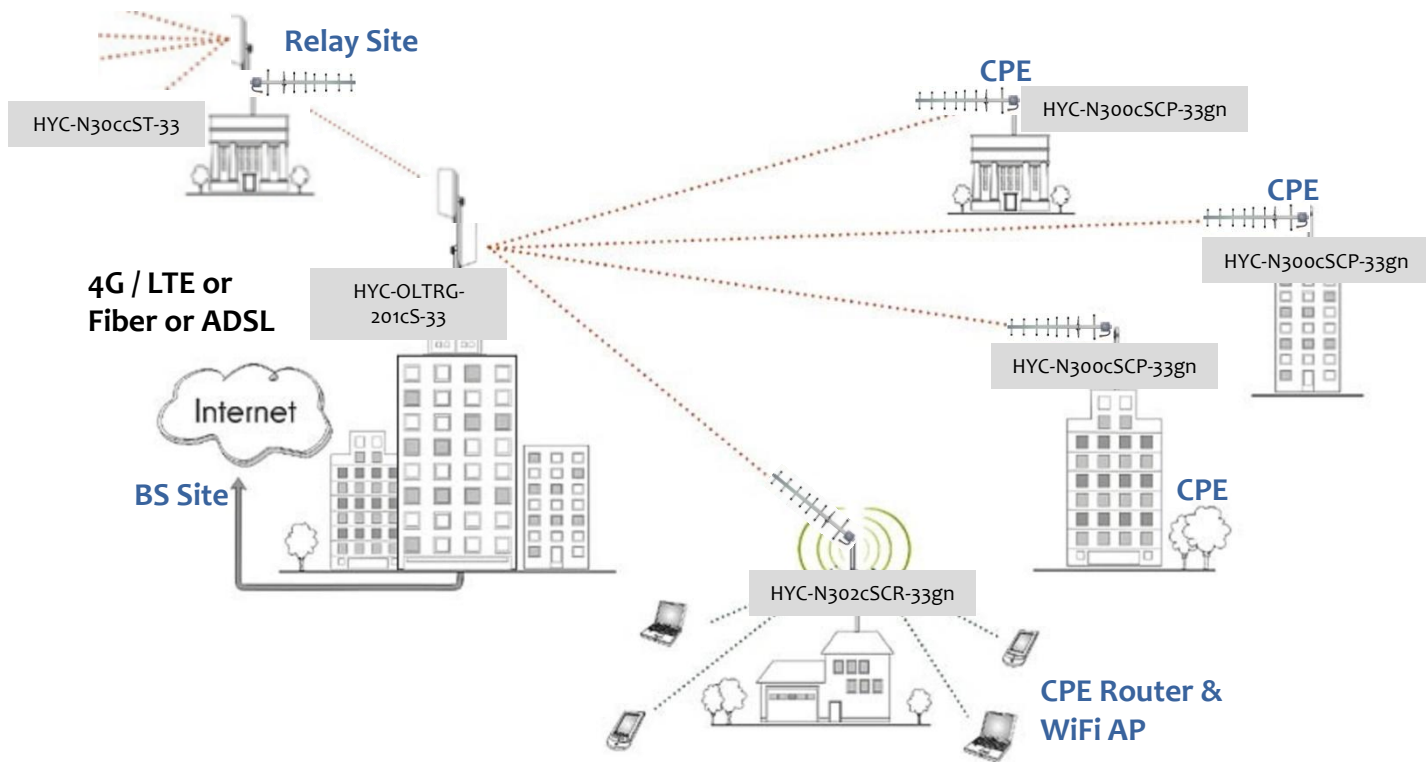 Relay Site
HYC-N30ccST-33
CPE
HYC-N300cSCP-33gn
CPE
HYC-N300cSCP-33gn
4G / LTE or
Fiber or ADSL
HYC-OLTRG-
201cS-33
HYC-N300cSCP-33gn
Internet
BS Site
CPE
HYC-N302cSCR-33gn
CPE Router &
WiFi AP